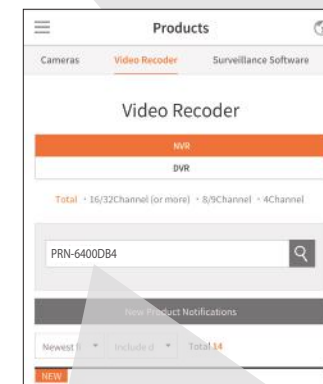 Products
Cameras Video Recoder Surveillance Software
Video Recoder
NVR
DVR
Total • 16/32Channel (or more) • 8/9Channel • 4Channel
PRN-6400DB4
New Product Notifications
Newest fi Include d Total 14
NEW